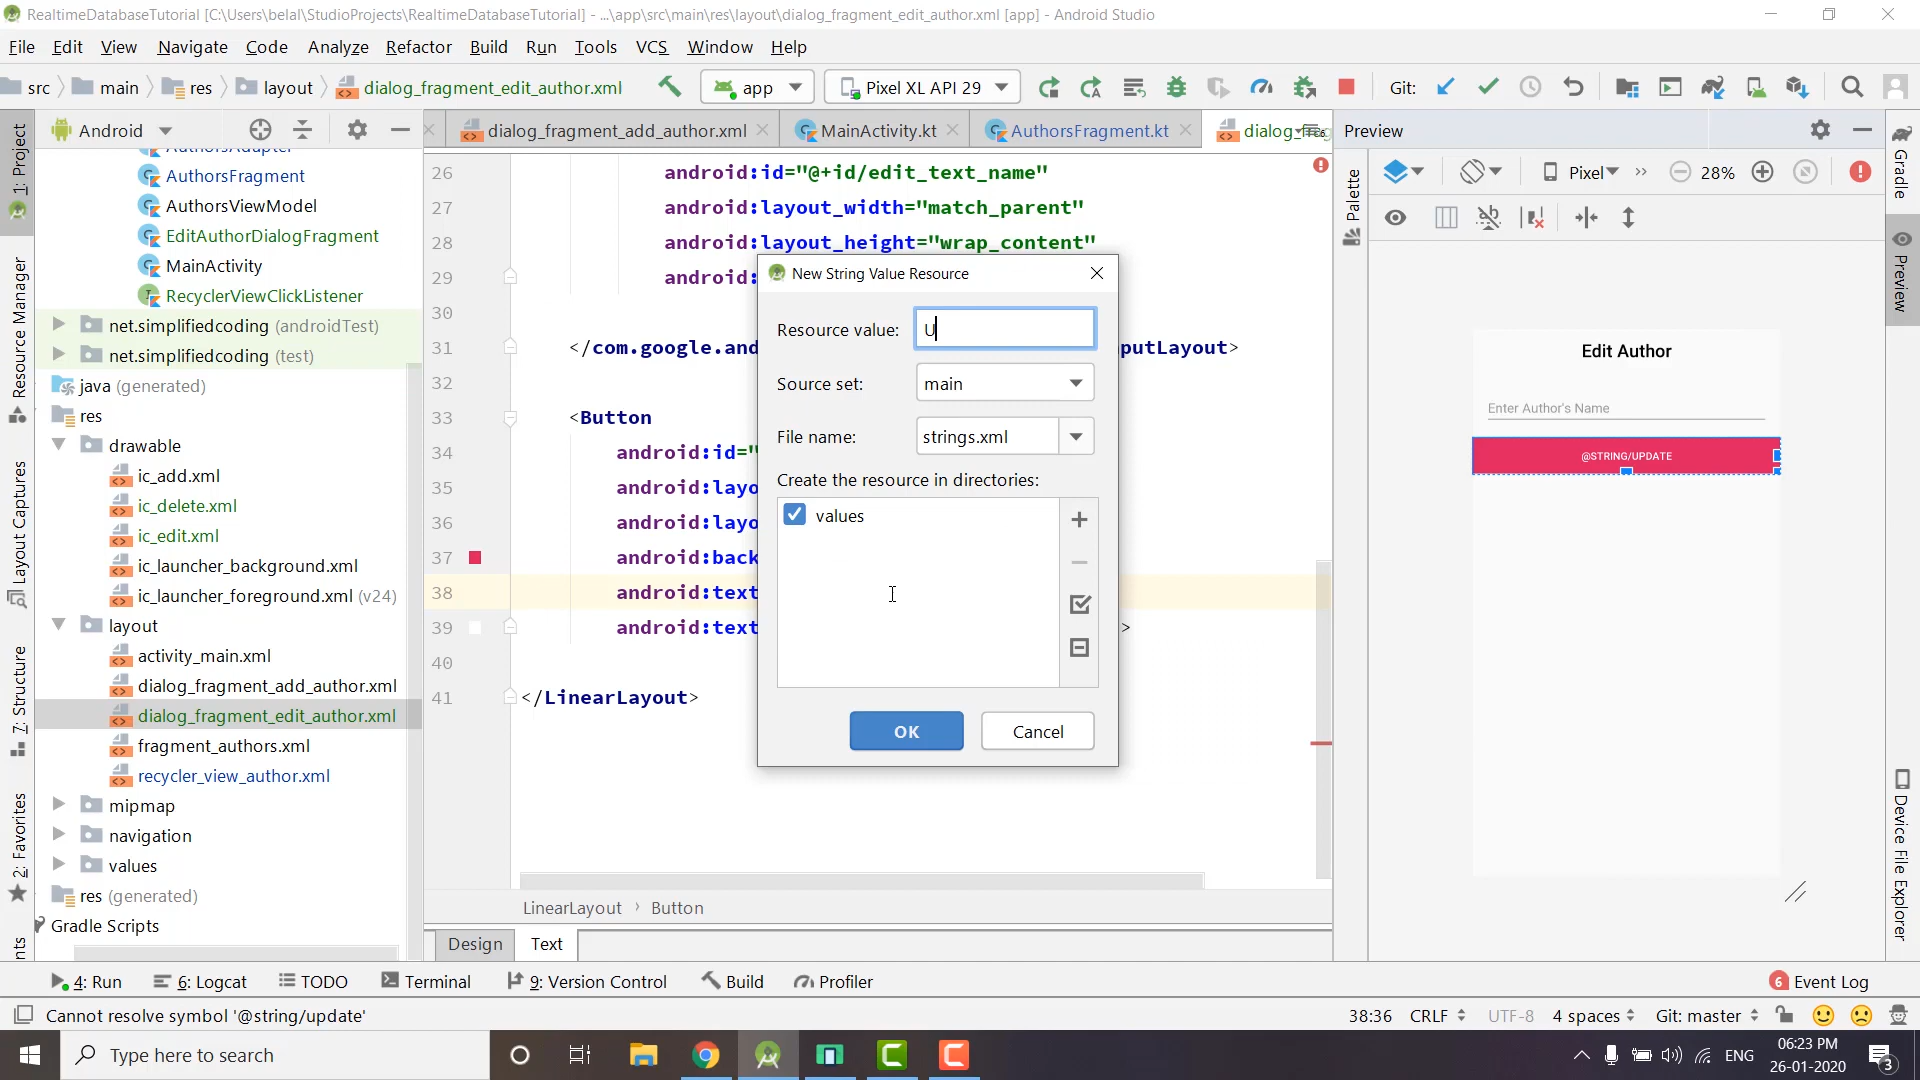 RealtimeDatabaseTutorial [C:\Users\belal\StudioProjects\RealtimeDatabaseTutorial] - ...\app\src\main\res\layout\dialog_fragment_edit_author.xml [app] - Android Studio
File Edit View Navigate Code Analyze Refactor Build Run Tools VCS Window Help
src main res layout dialog_fragment_edit_author.xml app Pixel XL API 29 Git:
Android
dialog_fragment_add_author.xml MainActivity.kt AuthorsFragment.kt
Preview
1: Project
Resource Manager
Layout Captures
7: Structure
2: Favorites
AuthorsAdapter
AuthorsFragment
AuthorsViewModel
EditAuthorDialogFragment
MainActivity
RecyclerViewClickListener
net.simplifiedcoding (androidTest)
net.simplifiedcoding (test)
java (generated)
res
drawable
ic_add.xml
ic_delete.xml
ic_edit.xml
ic_launcher_background.xml
ic_launcher_foreground.xml (v24)
layout
activity_main.xml
dialog_fragment_add_author.xml
dialog_fragment_edit_author.xml
fragment_authors.xml
recycler_view_author.xml
mipmap
navigation
values
res (generated)
Gradle Scripts
26 android:id="@+id/edit_text_name"
27 android:layout_width="match_parent"
28 android:layout_height="wrap_content"
29 android:
30
31 </com.google.and putLayout>
32
33 <Button
34 android:id="
35 android:layo
36 android:layo
37 android:back
38 android:text
39 android:text >
40
41 </LinearLayout>
New String Value Resource
Resource value: U
Source set: main
File name: strings.xml
Create the resource in directories:
values
OK Cancel
LinearLayout › Button
Design Text
Palette
Pixel 28%
Edit Author
Enter Author's Name
@STRING/UPDATE
Gradle
Preview
Device File Explorer
4: Run 6: Logcat TODO Terminal 9: Version Control Build Profiler 6 Event Log
Cannot resolve symbol '@string/update' 38:36 CRLF UTF-8 4 spaces Git: master
Type here to search
ENG
06:23 PM
26-01-2020
3